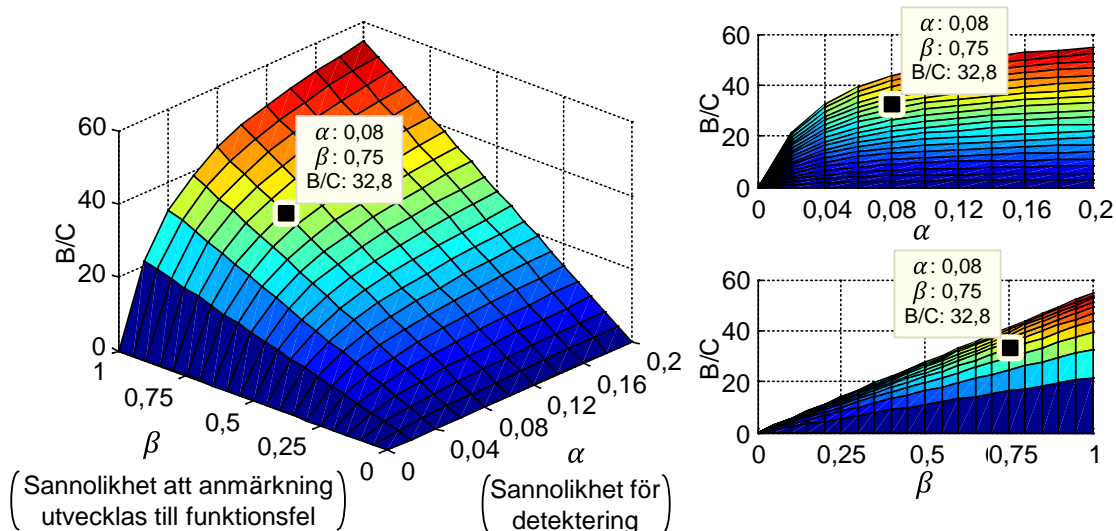 60
40
20
0
B/C
α: 0,08
β: 0,75
B/C: 32,8
1
0,75
0,5
0,25
0
β
(Sannolikhet att anmärkning
utvecklas till funktionsfel)
0
0,04
0,08
0,12
0,16
0,2
α
(Sannolikhet för
detektering)
60
40
20
0
B/C
α: 0,08
β: 0,75
B/C: 32,8
0
0,04
0,08
0,12
0,16
0,2
α
60
40
20
0
B/C
α: 0,08
β: 0,75
B/C: 32,8
0
0,25
0,5
0,75
1
β